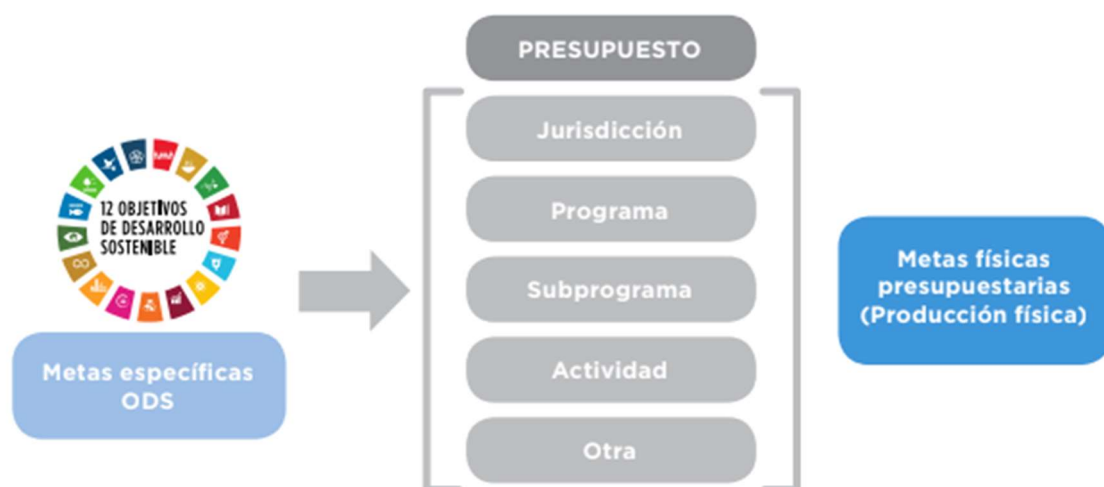 12 OBJETIVOS
DE DESARROLLO
SOSTENIBLE
Metas específicas
ODS
PRESUPUESTO
Jurisdicción
Programa
Subprograma
Actividad
Otra
Metas físicas
presupuestarias
(Producción física)